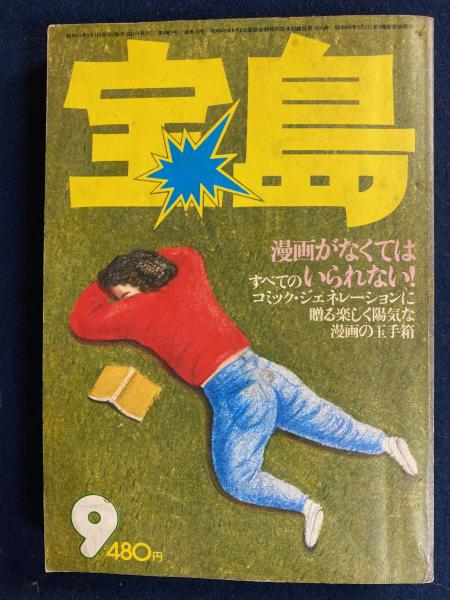 宝島
漫画がなくては
すべてのいられない!
コミック・ジェネレーションに
贈る楽しく陽気な
漫画の玉手箱
9
480円